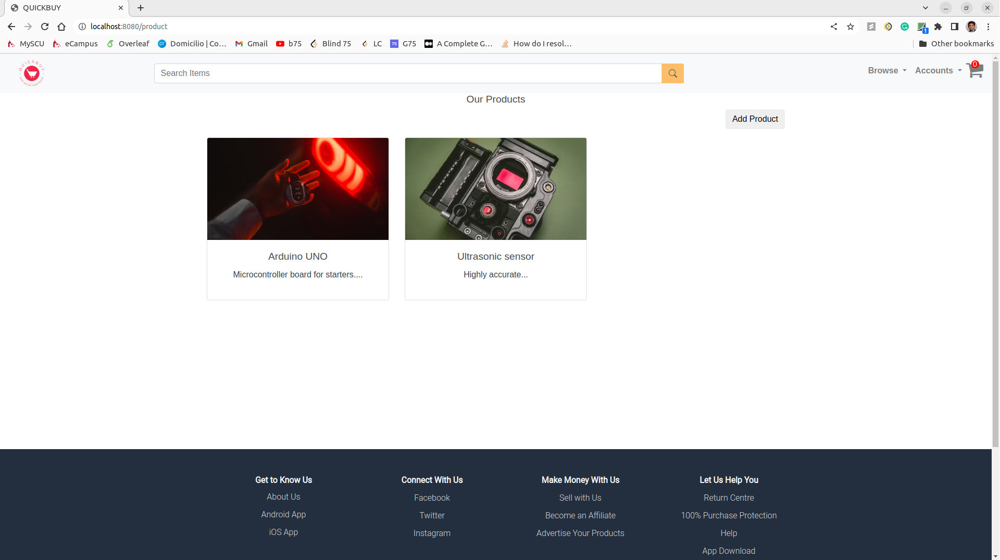 QUICKBUY
localhost:8080/product
MySCU eCampus Overleaf Domicilio | Co... Gmail b75 Blind 75 LC G75 A Complete G... How do I resol... Other bookmarks
QUICKBUY
Search Items
Browse Accounts 0
Our Products
Add Product
DRAGON 8K
Arduino UNO
Microcontroller board for starters....
Ultrasonic sensor
Highly accurate...
Get to Know Us
About Us
Android App
iOS App
Connect With Us
Facebook
Twitter
Instagram
Make Money With Us
Sell with Us
Become an Affiliate
Advertise Your Products
Let Us Help You
Return Centre
100% Purchase Protection
Help
App Download